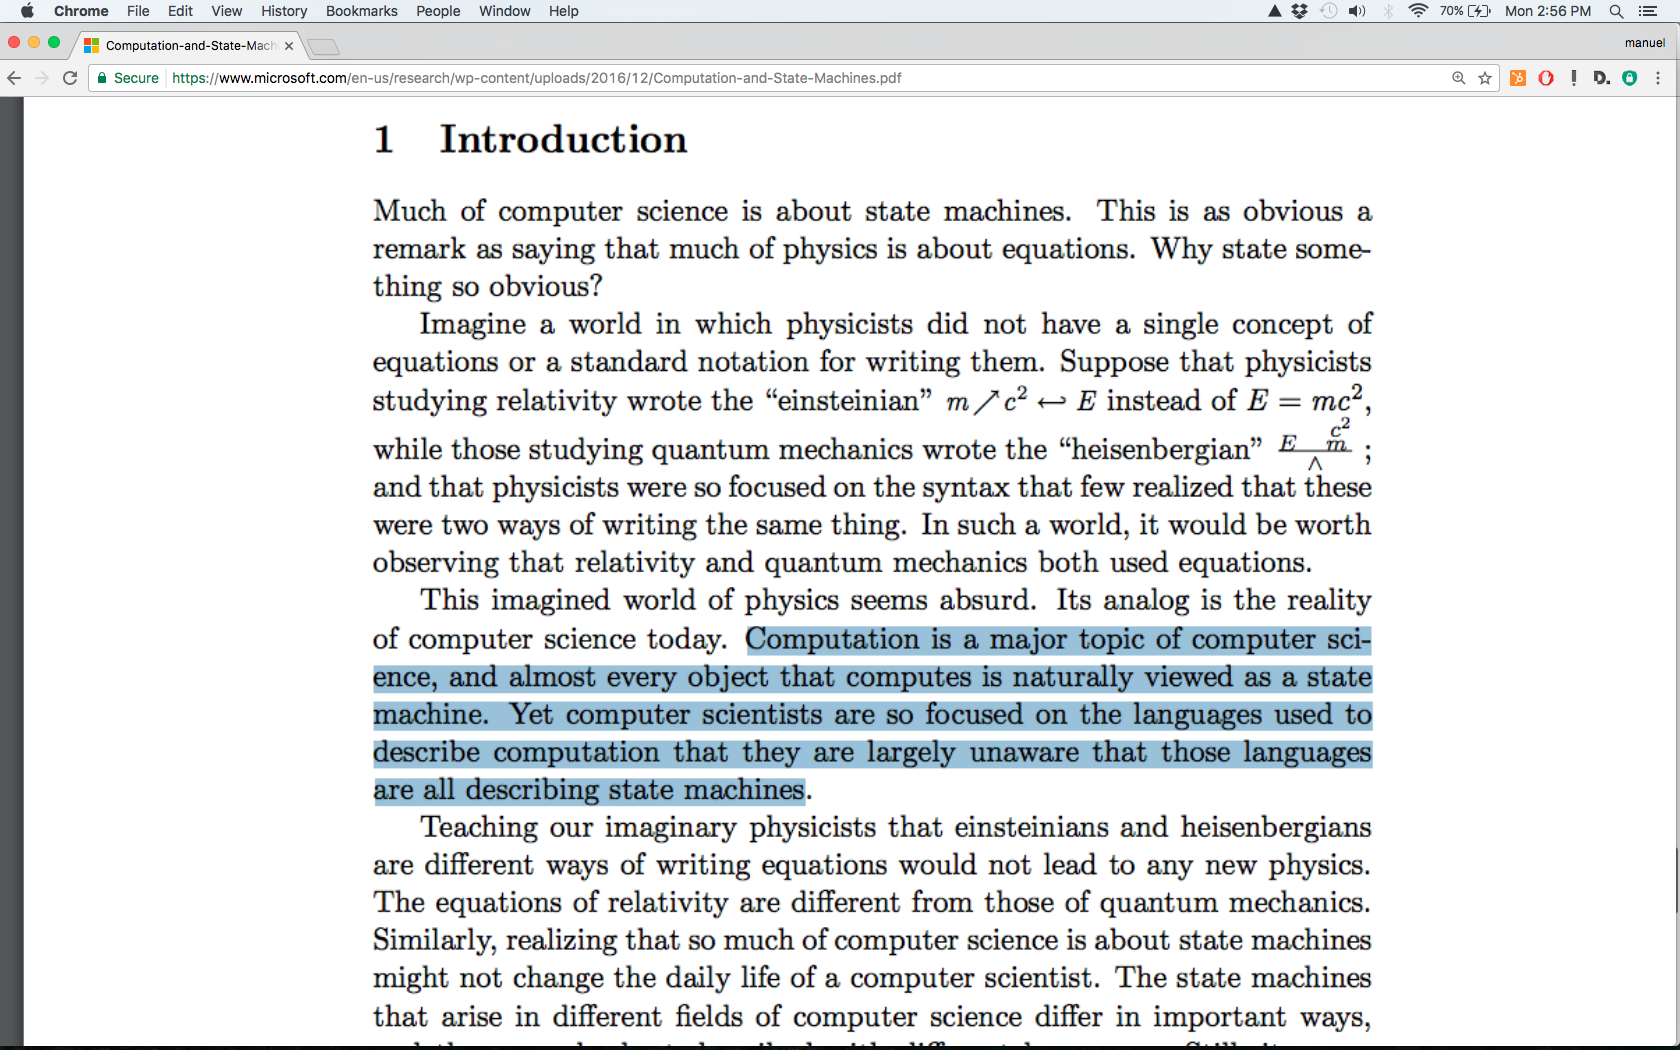 Chrome File Edit View History Bookmarks People Window Help 70% Mon 2:56 PM
Computation-and-State-Mach manuel
Secure https://www.microsoft.com/en-us/research/wp-content/uploads/2016/12/Computation-and-State-Machines.pdf D.
1 Introduction
Much of computer science is about state machines. This is as obvious a
remark as saying that much of physics is about equations. Why state some-
thing so obvious?
Imagine a world in which physicists did not have a single concept of
equations or a standard notation for writing them. Suppose that physicists
studying relativity wrote the “einsteinian” m ↗ c² ↩ E instead of E = mc²,
while those studying quantum mechanics wrote the “heisenbergian” E m c² ∧ ;
and that physicists were so focused on the syntax that few realized that these
were two ways of writing the same thing. In such a world, it would be worth
observing that relativity and quantum mechanics both used equations.
This imagined world of physics seems absurd. Its analog is the reality
of computer science today. Computation is a major topic of computer sci-
ence, and almost every object that computes is naturally viewed as a state
machine. Yet computer scientists are so focused on the languages used to
describe computation that they are largely unaware that those languages
are all describing state machines.
Teaching our imaginary physicists that einsteinians and heisenbergians
are different ways of writing equations would not lead to any new physics.
The equations of relativity are different from those of quantum mechanics.
Similarly, realizing that so much of computer science is about state machines
might not change the daily life of a computer scientist. The state machines
that arise in different fields of computer science differ in important ways,